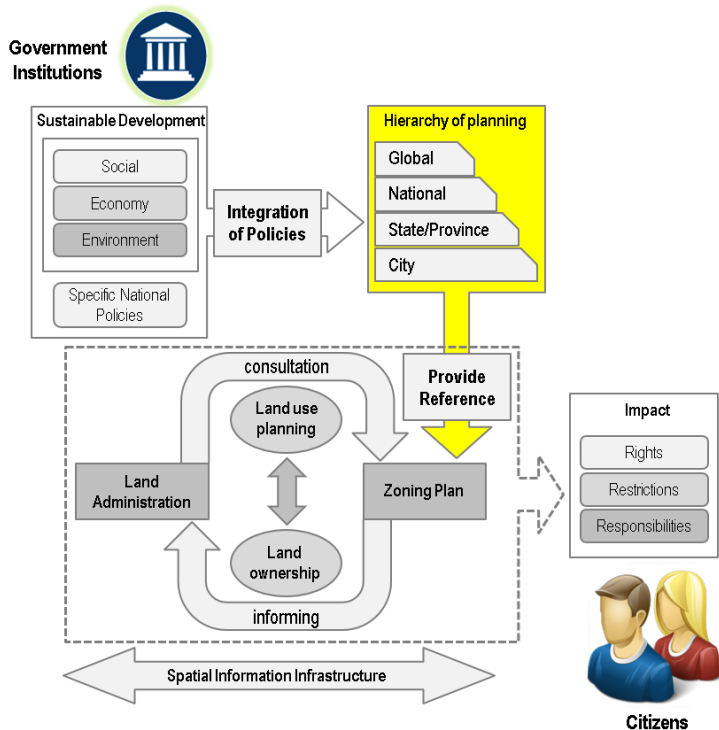 Government
Institutions
Sustainable Development
Social
Economy
Environment
Specific National
Policies
Integration
of Policies
Hierarchy of planning
Global
National
State/Province
City
consultation
Provide
Reference
Land use
planning
Land
Administration
Zoning Plan
Land
ownership
informing
Impact
Rights
Restrictions
Responsibilities
Spatial Information Infrastructure
Citizens